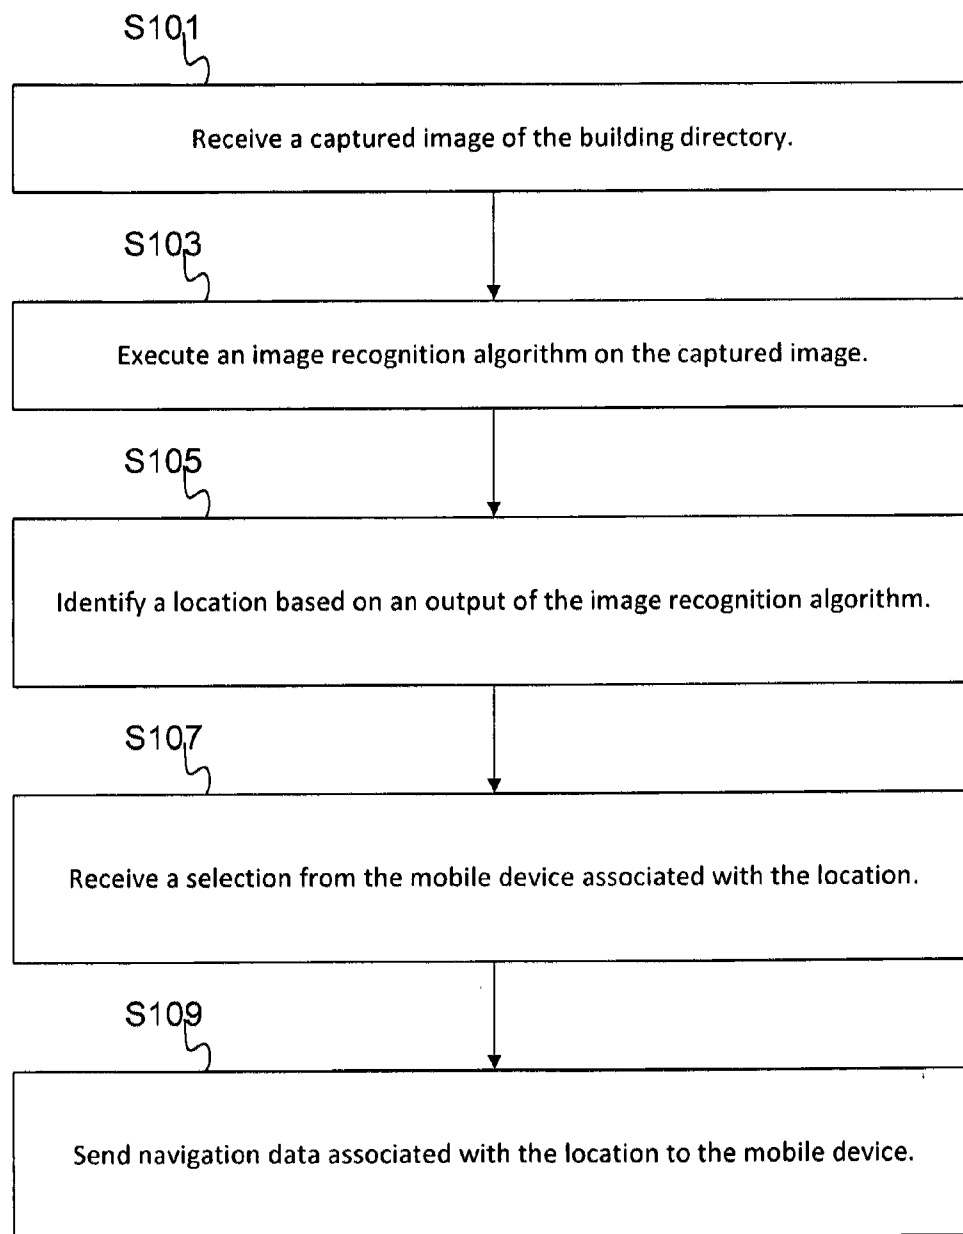 S101
Receive a captured image of the building directory.
S103
Execute an image recognition algorithm on the captured image.
S105
Identify a location based on an output of the image recognition algorithm.
S107
Receive a selection from the mobile device associated with the location.
S109
Send navigation data associated with the location to the mobile device.